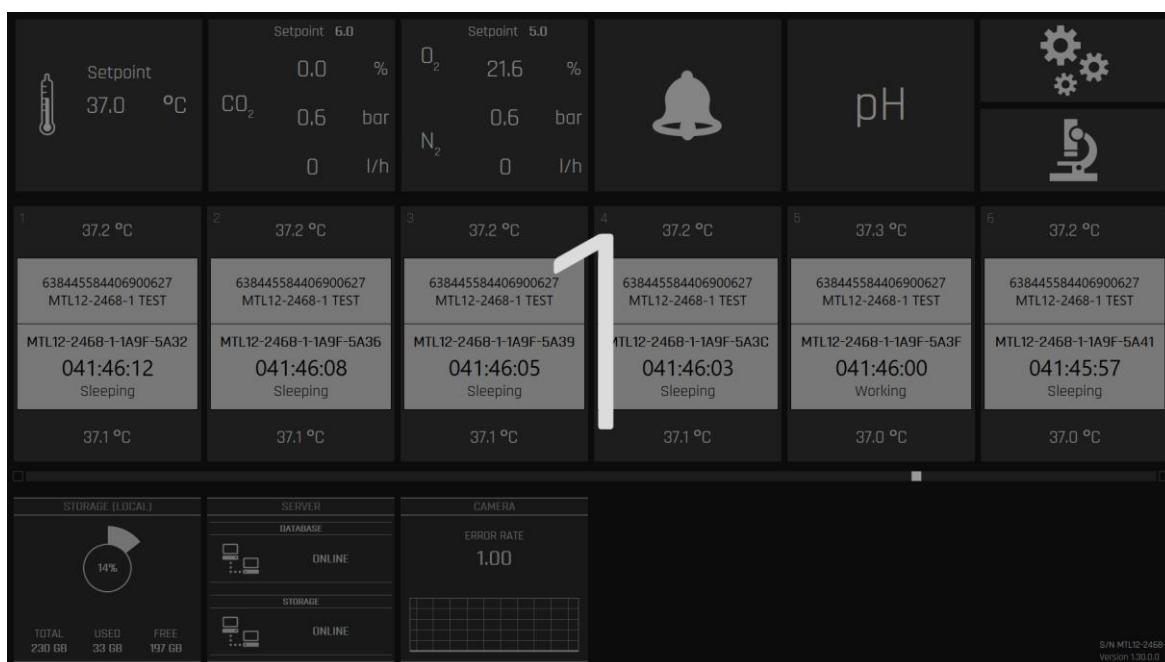 Setpoint
37.0 °C
Setpoint 6.0
CO₂
0.0 %
0.6 bar
0 l/h
Setpoint 5.0
O₂ 21.6 %
0.6 bar
N₂
0 l/h
pH
1
37.2 °C
638445584406900627
MTL12-2468-1 TEST
MTL12-2468-1-1A9F-5A32
041:46:12
Sleeping
37.1 °C
2
37.2 °C
638445584406900627
MTL12-2468-1 TEST
MTL12-2468-1-1A9F-5A36
041:46:08
Sleeping
37.1 °C
3
37.2 °C
638445584406900627
MTL12-2468-1 TEST
MTL12-2468-1-1A9F-5A39
041:46:05
Sleeping
37.1 °C
4
37.2 °C
638445584406900627
MTL12-2468-1 TEST
MTL12-2468-1-1A9F-5A3C
041:46:03
Sleeping
37.1 °C
5
37.3 °C
638445584406900627
MTL12-2468-1 TEST
MTL12-2468-1-1A9F-5A3F
041:46:00
Working
37.0 °C
6
37.2 °C
638445584406900627
MTL12-2468-1 TEST
MTL12-2468-1-1A9F-5A41
041:45:57
Sleeping
37.0 °C
1
STORAGE (LOCAL)
14%
TOTAL USED FREE
230 GB 33 GB 197 GB
SERVER
DATABASE
ONLINE
STORAGE
ONLINE
CAMERA
ERROR RATE
1.00
S/N MTL12-2468
Version 1.30.0.0